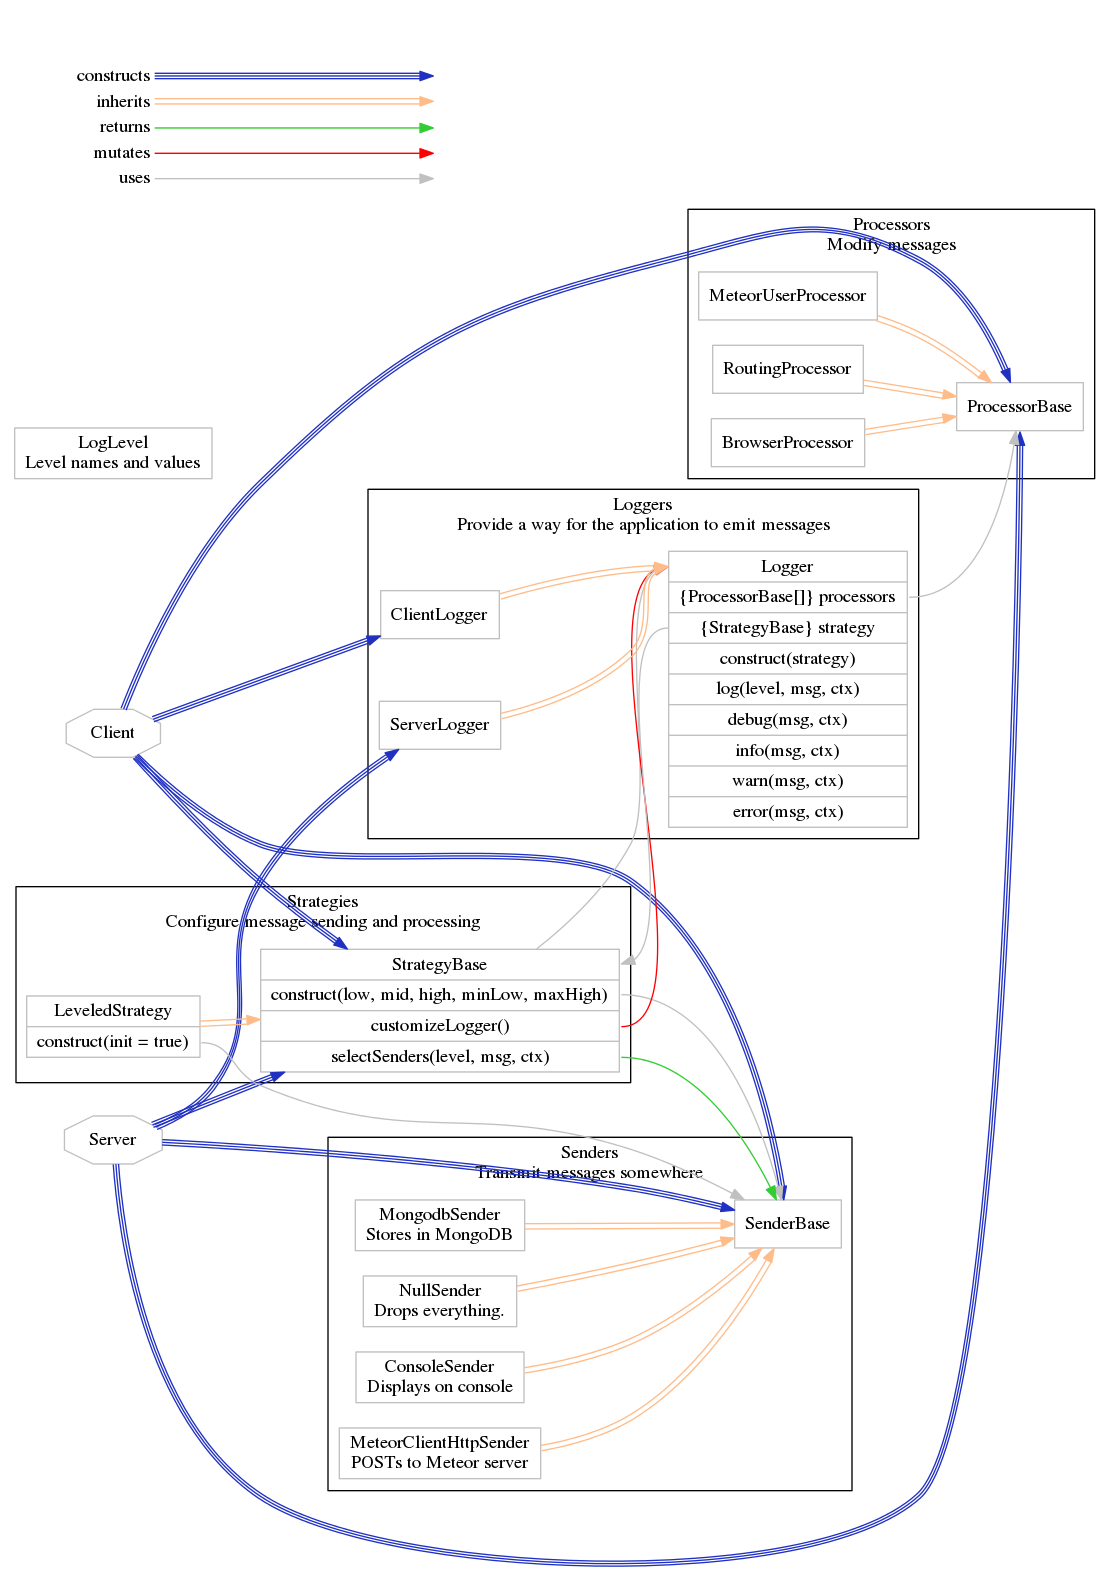 constructs
inherits
returns
mutates
uses
Processors
Modify messages
MeteorUserProcessor
RoutingProcessor
ProcessorBase
BrowserProcessor
LogLevel
Level names and values
Loggers
Provide a way for the application to emit messages
Logger
{ProcessorBase[]} processors
{StrategyBase} strategy
construct(strategy)
log(level, msg, ctx)
debug(msg, ctx)
info(msg, ctx)
warn(msg, ctx)
error(msg, ctx)
ClientLogger
ServerLogger
Client
Strategies
Configure message sending and processing
StrategyBase
construct(low, mid, high, minLow, maxHigh)
customizeLogger()
selectSenders(level, msg, ctx)
LeveledStrategy
construct(init = true)
Server
Senders
Transmit messages somewhere
MongodbSender
Stores in MongoDB
SenderBase
NullSender
Drops everything.
ConsoleSender
Displays on console
MeteorClientHttpSender
POSTs to Meteor server